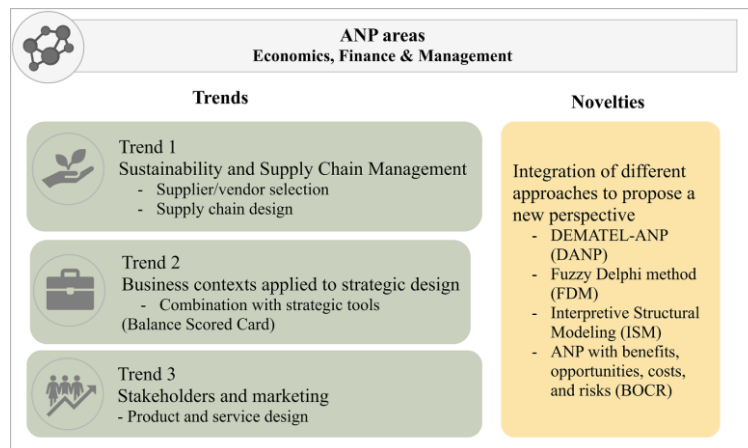 ANP areas
Economics, Finance & Management
Trends
Trend 1
Sustainability and Supply Chain Management
- Supplier/vendor selection
- Supply chain design
Trend 2
Business contexts applied to strategic design
- Combination with strategic tools
(Balance Scored Card)
Trend 3
Stakeholders and marketing
- Product and service design
Novelties
Integration of different
approaches to propose a
new perspective
- DEMATEL-ANP
(DANP)
- Fuzzy Delphi method
(FDM)
- Interpretive Structural
Modeling (ISM)
- ANP with benefits,
opportunities, costs,
and risks (BOCR)